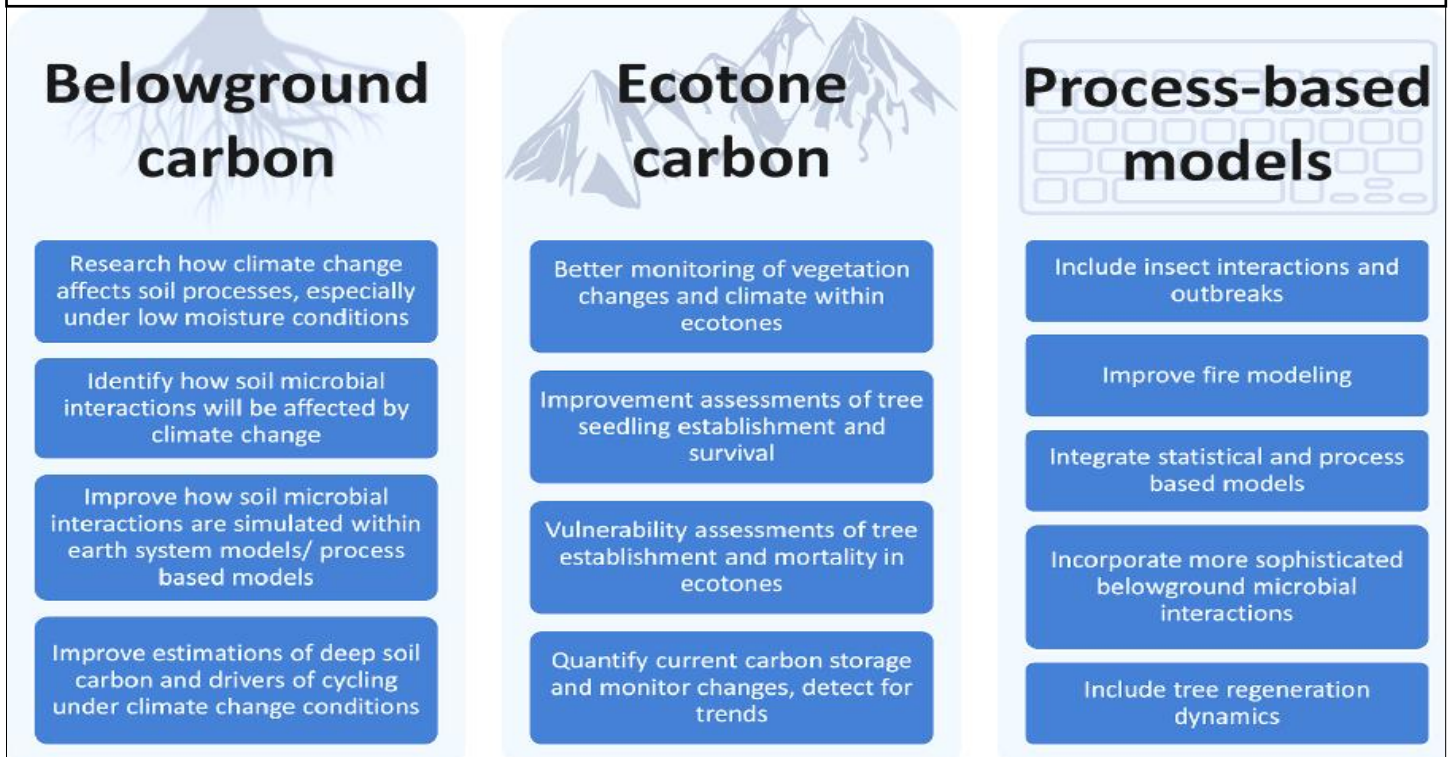 Belowground
carbon
Research how climate change
affects soil processes, especially
under low moisture conditions
Identify how soil microbial
interactions will be affected by
climate change
Improve how soil microbial
interactions are simulated within
earth system models/ process
based models
Improve estimations of deep soil
carbon and drivers of cycling
under climate change conditions
Ecotone
carbon
Better monitoring of vegetation
changes and climate within
ecotones
Improvement assessments of tree
seedling establishment and
survival
Vulnerability assessments of tree
establishment and mortality in
ecotones
Quantify current carbon storage
and monitor changes, detect for
trends
Process-based
models
Include insect interactions and
outbreaks
Improve fire modeling
Integrate statistical and process
based models
Incorporate more sophisticated
belowground microbial
interactions
Include tree regeneration
dynamics